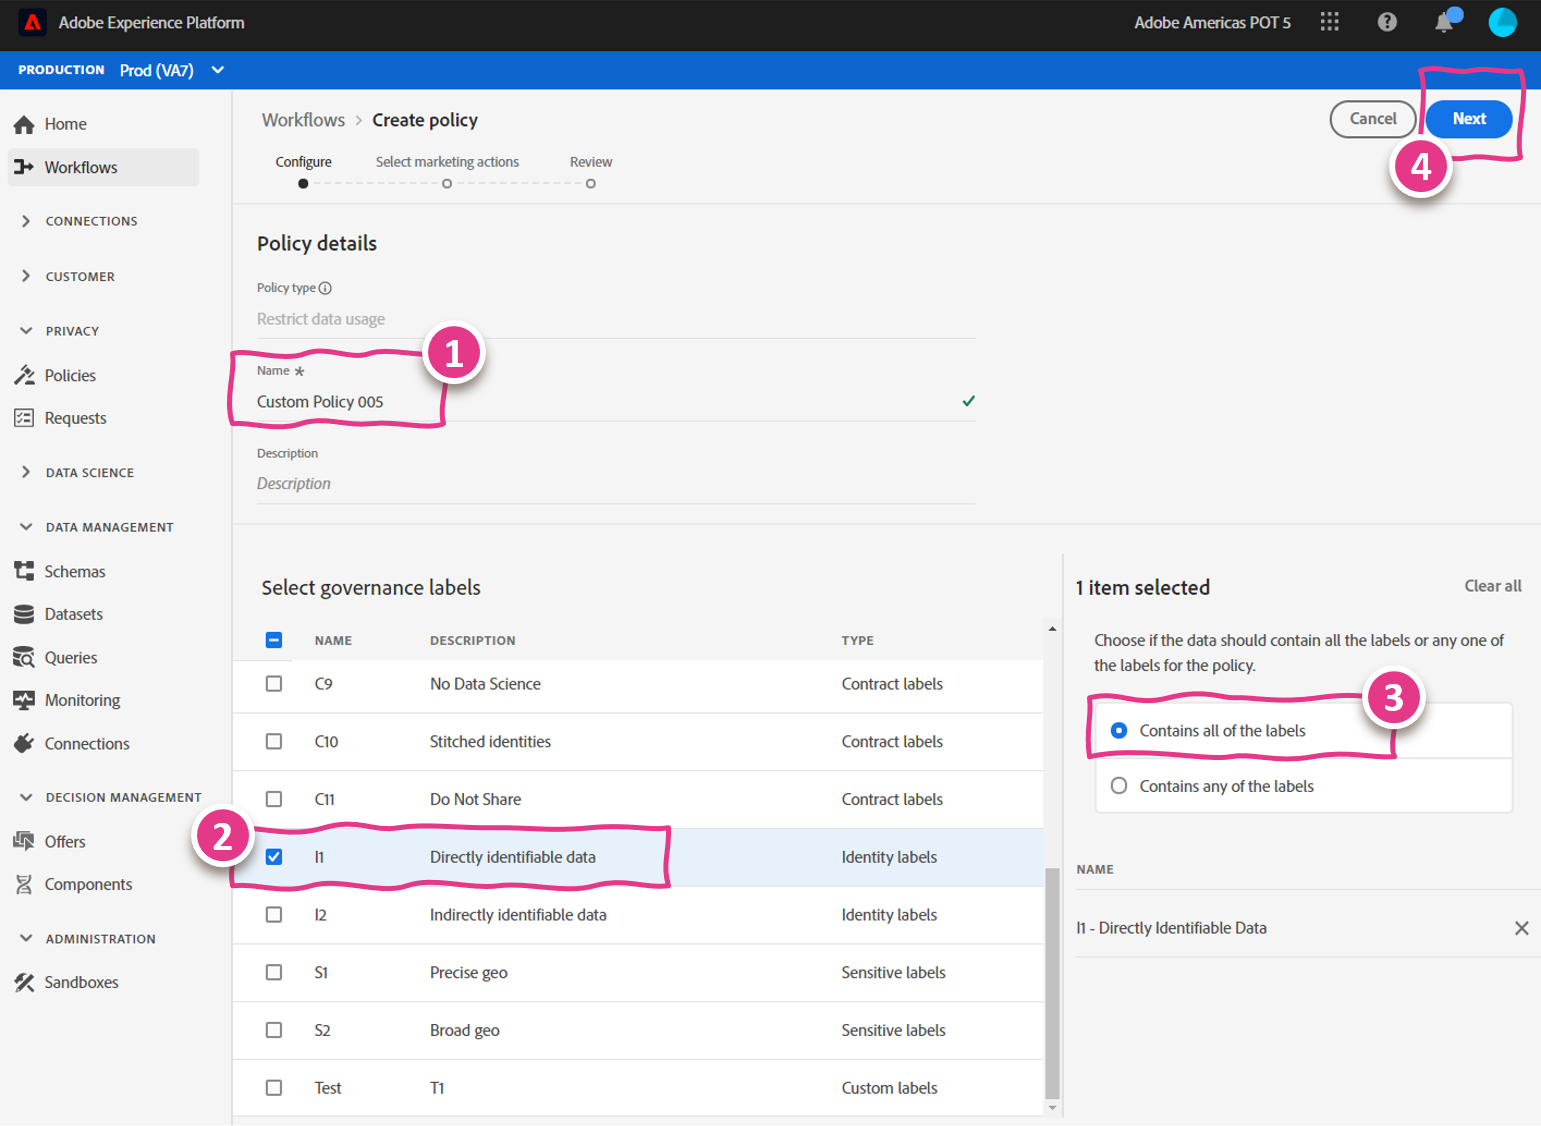 Adobe Experience Platform
Adobe Americas POT 5
PRODUCTION Prod (VA7)
Home
Workflows
CONNECTIONS
CUSTOMER
PRIVACY
Policies
Requests
DATA SCIENCE
DATA MANAGEMENT
Schemas
Datasets
Queries
Monitoring
Connections
DECISION MANAGEMENT
Offers
Components
ADMINISTRATION
Sandboxes
Workflows > Create policy
Cancel Next
4
Configure Select marketing actions Review
Policy details
Policy type
Restrict data usage
1
Name *
Custom Policy 005
Description
Description
Select governance labels
NAME DESCRIPTION TYPE
C9 No Data Science Contract labels
C10 Stitched identities Contract labels
C11 Do Not Share Contract labels
2
I1 Directly identifiable data Identity labels
I2 Indirectly identifiable data Identity labels
S1 Precise geo Sensitive labels
S2 Broad geo Sensitive labels
Test T1 Custom labels
1 item selected Clear all
Choose if the data should contain all the labels or any one of
the labels for the policy.
3
Contains all of the labels
Contains any of the labels
NAME
I1 - Directly Identifiable Data